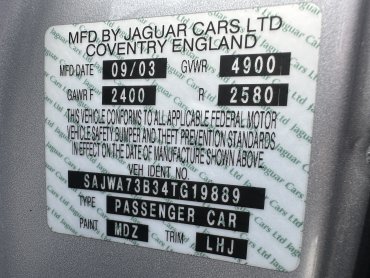 MFD BY JAGUAR CARS LTD
COVENTRY ENGLAND
MFD DATE 09/03 GVWR 4900
GAWR F 2400 R 2580
THIS VEHICLE CONFORMS TO ALL APPLICABLE FEDERAL MOTOR
VEHICLE SAFETY BUMPER AND THEFT PREVENTION STANDARDS
IN EFFECT ON THE DATE OF MANUFACTURE SHOWN ABOVE
VEH IDENT NO.
SAJWA73B34TG19889
TYPE PASSENGER CAR
PAINT MDZ TRIM LHJ